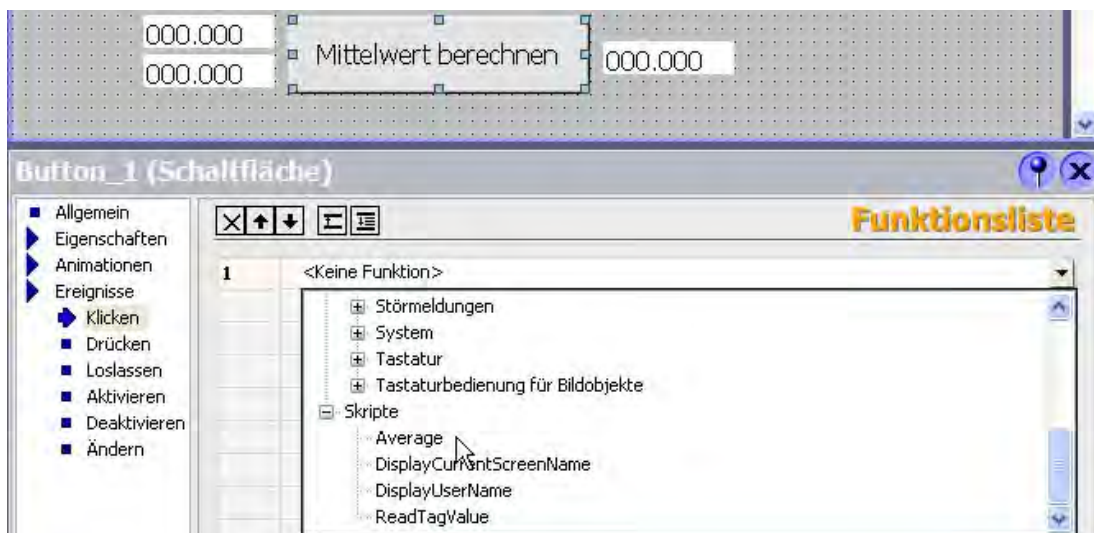 000.000
Mittelwert berechnen
000.000
000.000
Button_1 (Schaltfläche)
Allgemein
Eigenschaften
Animationen
Ereignisse
Klicken
Drücken
Loslassen
Aktivieren
Deaktivieren
Ändern
Funktionsliste
1 <Keine Funktion>
Störmeldungen
System
Tastatur
Tastaturbedienung für Bildobjekte
Skripte
Average
DisplayCurrentScreenName
DisplayUserName
ReadTagValue